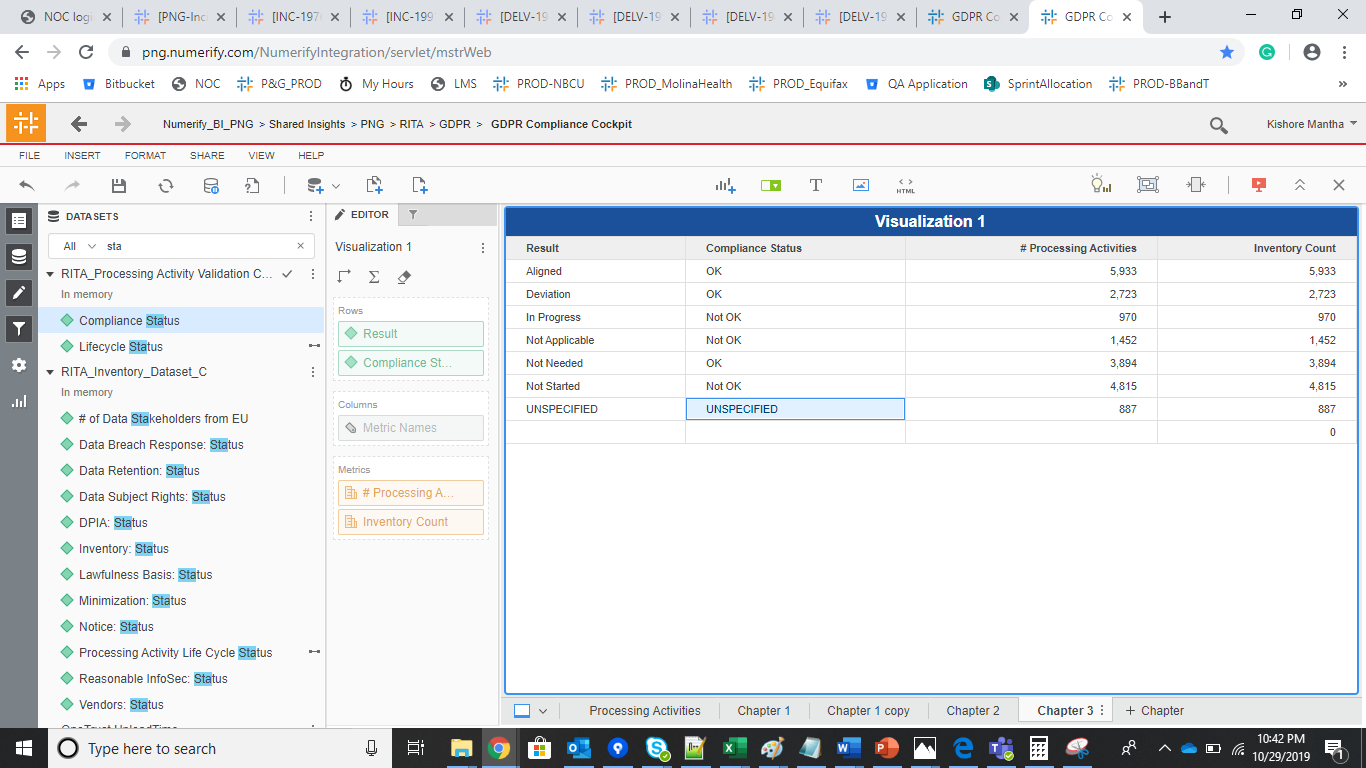 NOC logi
[PNG-Inc
[INC-197
[INC-199
[DELV-19
[DELV-19
[DELV-19
[DELV-19
GDPR Co
GDPR Co
png.numerify.com/NumerifyIntegration/servlet/mstrWeb
Apps
Bitbucket
NOC
P&G_PROD
My Hours
LMS
PROD-NBCU
PROD_MolinaHealth
PROD_Equifax
QA Application
SprintAllocation
PROD-BBandT
»
Numerify_BI_PNG > Shared Insights > PNG > RITA > GDPR > GDPR Compliance Cockpit
Kishore Mantha
FILE INSERT FORMAT SHARE VIEW HELP
HTML
DATASETS
All sta
RITA_Processing Activity Validation C...
In memory
Compliance Status
Lifecycle Status
RITA_Inventory_Dataset_C
In memory
# of Data Stakeholders from EU
Data Breach Response: Status
Data Retention: Status
Data Subject Rights: Status
DPIA: Status
Inventory: Status
Lawfulness Basis: Status
Minimization: Status
Notice: Status
Processing Activity Life Cycle Status
Reasonable InfoSec: Status
Vendors: Status
EDITOR
Visualization 1
Rows
Result
Compliance St...
Columns
Metric Names
Metrics
# Processing A...
Inventory Count
Visualization 1
Result Compliance Status # Processing Activities Inventory Count
Aligned OK 5,933 5,933
Deviation OK 2,723 2,723
In Progress Not OK 970 970
Not Applicable Not OK 1,452 1,452
Not Needed OK 3,894 3,894
Not Started Not OK 4,815 4,815
UNSPECIFIED UNSPECIFIED 887 887
0
Processing Activities
Chapter 1
Chapter 1 copy
Chapter 2
Chapter 3
+ Chapter
Type here to search
10:42 PM
10/29/2019
1